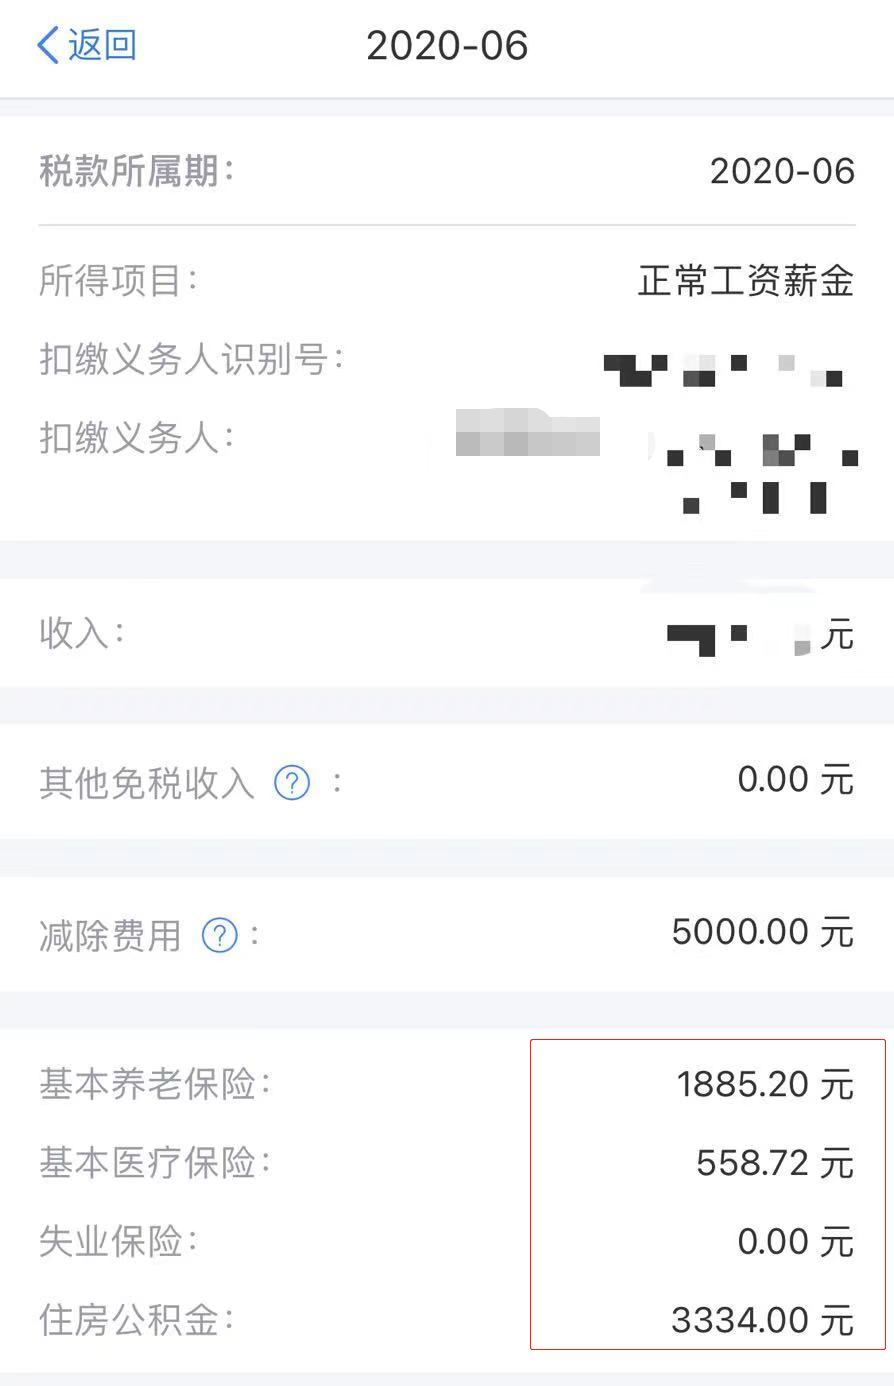 返回
2020-06
税款所属期: 2020-06
所得项目: 正常工资薪金
扣缴义务人识别号:
扣缴义务人:
收入: 元
其他免税收入 ? : 0.00 元
减除费用 ? : 5000.00 元
基本养老保险: 1885.20 元
基本医疗保险: 558.72 元
失业保险: 0.00 元
住房公积金: 3334.00 元